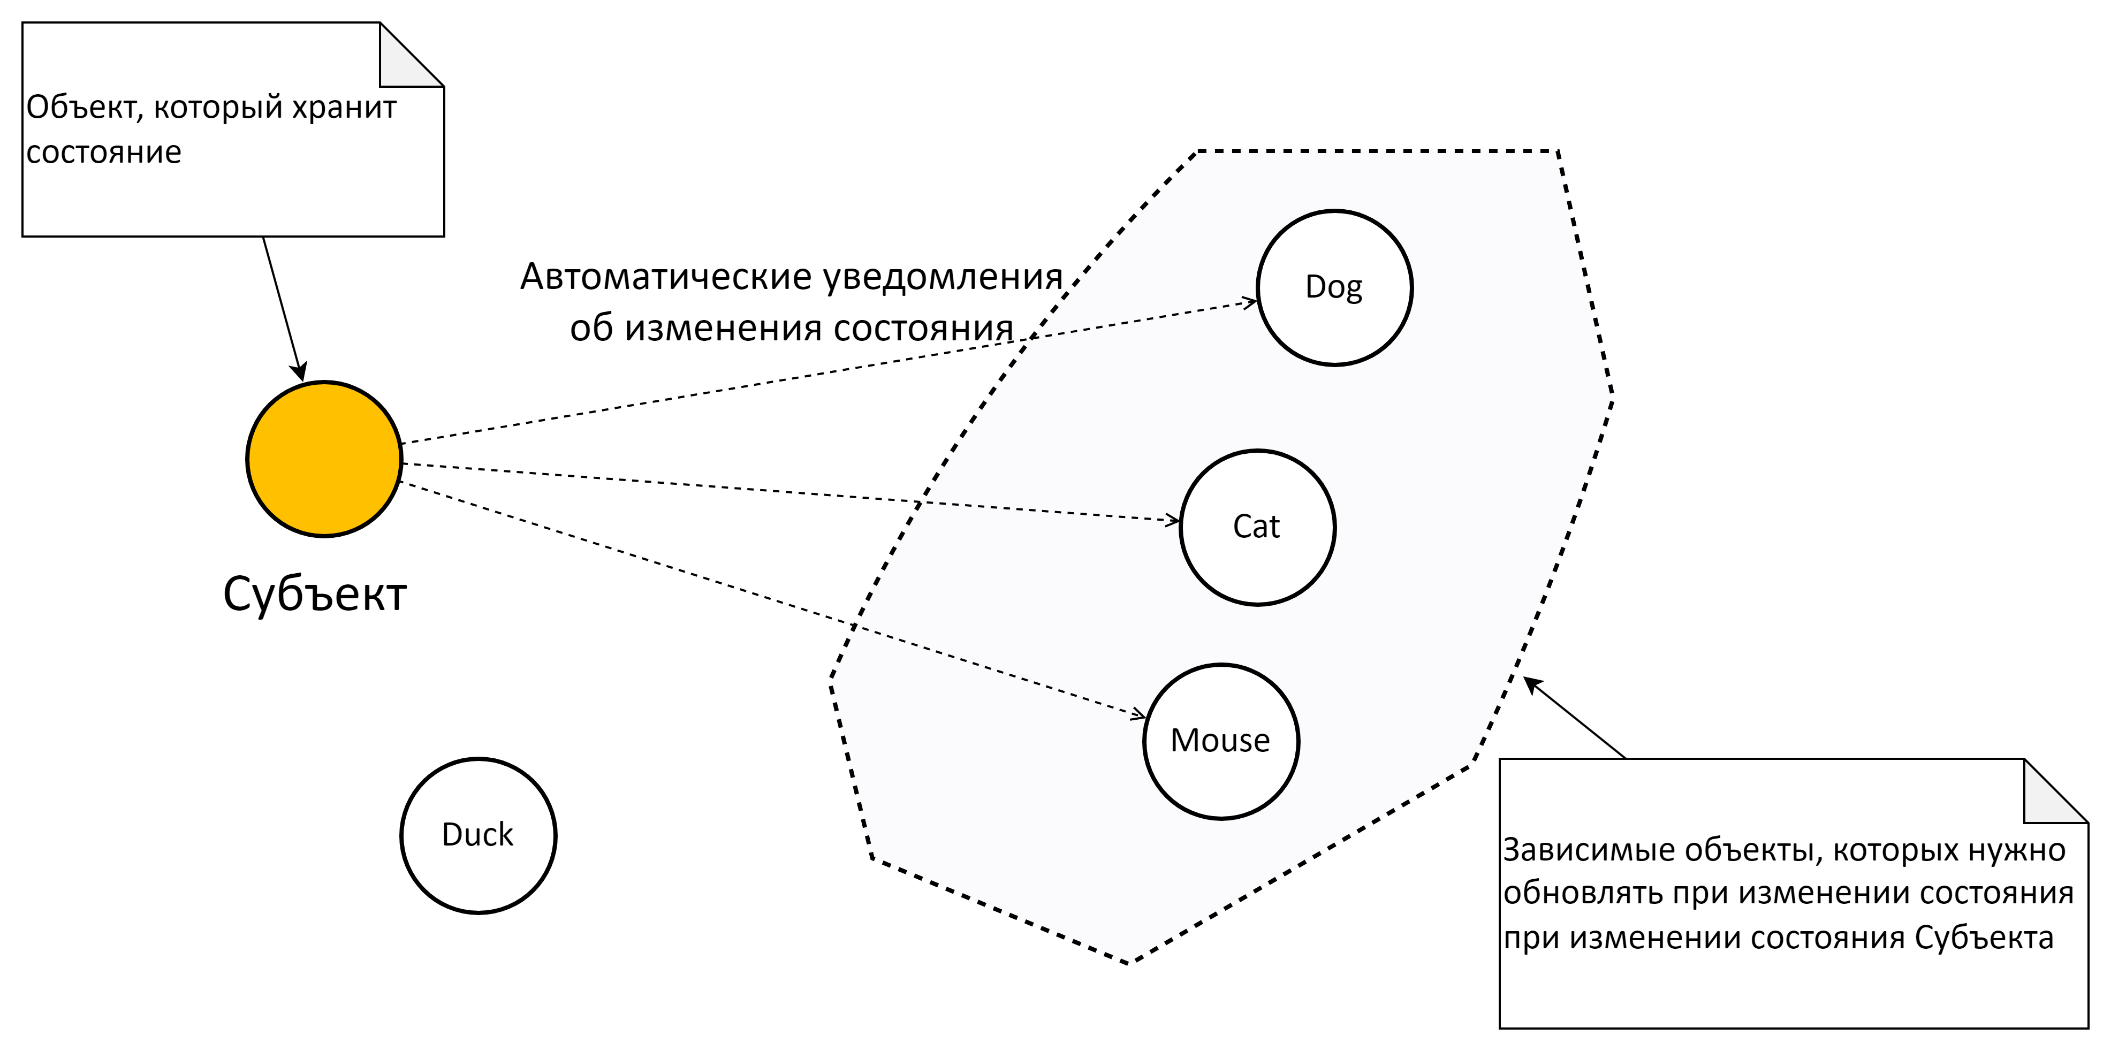 Объект, который хранит
состояние
Автоматические уведомления
об изменения состояния
Dog
Cat
Субъект
Mouse
Duck
Зависимые объекты, которых нужно
обновлять при изменении состояния
при изменении состояния Субъекта